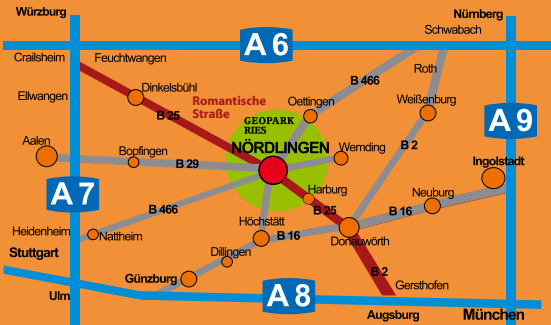 Würzburg
Nürnberg
Schwabach
A 6
Crailsheim
Feuchtwangen
Roth
B 466
Ellwangen
Dinkelsbühl
Romantische
Straße
Oettingen
Weißenburg
B 25
GEOPARK
RIES
A 9
Aalen
Bopfingen
NÖRDLINGEN
Wemding
B 2
B 29
Ingolstadt
A 7
Harburg
Neuburg
B 466
B 25
B 16
Höchstätt
Heidenheim
Nattheim
B 16
Donauwörth
Stuttgart
Dillingen
Günzburg
B 2
Gersthofen
Ulm
A 8
Augsburg
München